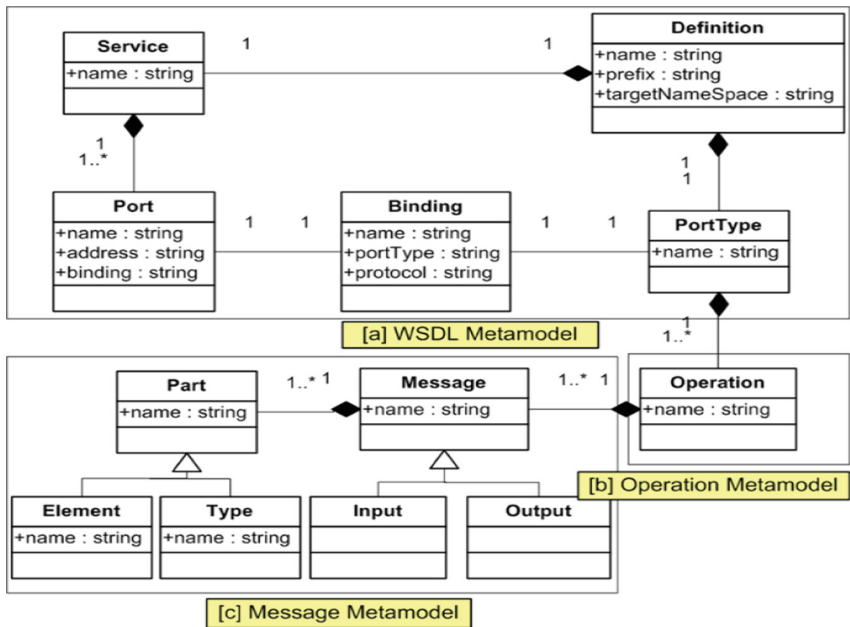 Service
+name : string
1
1
Definition
+name : string
+prefix : string
+targetNameSpace : string
1
1..*
1
1
Port
+name : string
+address : string
+binding : string
1
1
Binding
+name : string
+portType : string
+protocol : string
1
1
PortType
+name : string
[a] WSDL Metamodel
1
1..*
Part
+name : string
1..*
1
Message
+name : string
1..*
1
Operation
+name : string
[b] Operation Metamodel
Element
+name : string
Type
+name : string
Input
Output
[c] Message Metamodel